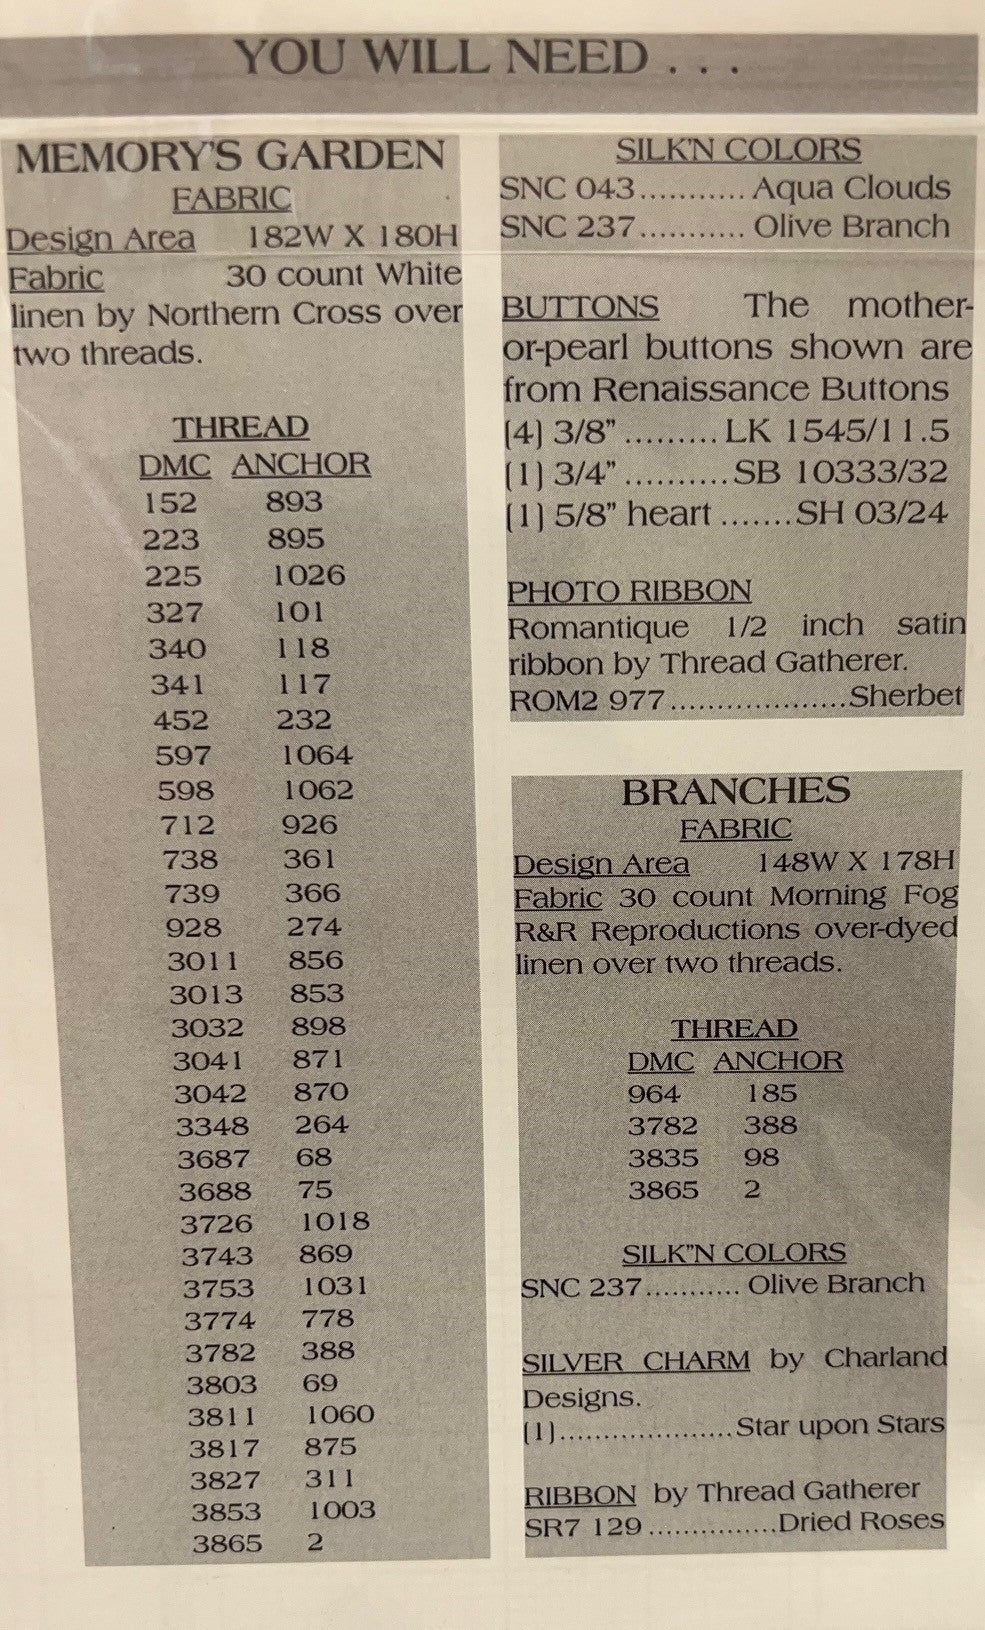 YOU WILL NEED . . .
MEMORY'S GARDEN
FABRIC
Design Area 182W X 180H
Fabric 30 count White
linen by Northern Cross over
two threads.
THREAD
DMC ANCHOR
152 893
223 895
225 1026
327 101
340 118
341 117
452 232
597 1064
598 1062
712 926
738 361
739 366
928 274
3011 856
3013 853
3032 898
3041 871
3042 870
3348 264
3687 68
3688 75
3726 1018
3743 869
3753 1031
3774 778
3782 388
3803 69
3811 1060
3817 875
3827 311
3853 1003
3865 2
SILK'N COLORS
SNC 043........... Aqua Clouds
SNC 237........... Olive Branch
BUTTONS The mother-
or-pearl buttons shown are
from Renaissance Buttons
(4) 3/8" ......... LK 1545/11.5
(1) 3/4" ..........SB 10333/32
(1) 5/8" heart .......SH 03/24
PHOTO RIBBON
Romantique 1/2 inch satin
ribbon by Thread Gatherer.
ROM2 977...................Sherbet
BRANCHES
FABRIC
Design Area 148W X 178H
Fabric 30 count Morning Fog
R&R Reproductions over-dyed
linen over two threads.
THREAD
DMC ANCHOR
964 185
3782 388
3835 98
3865 2
SILK"N COLORS
SNC 237........... Olive Branch
SILVER CHARM by Charland
Designs.
(1)....................Star upon Stars
RIBBON by Thread Gatherer
SR7 129...............Dried Roses